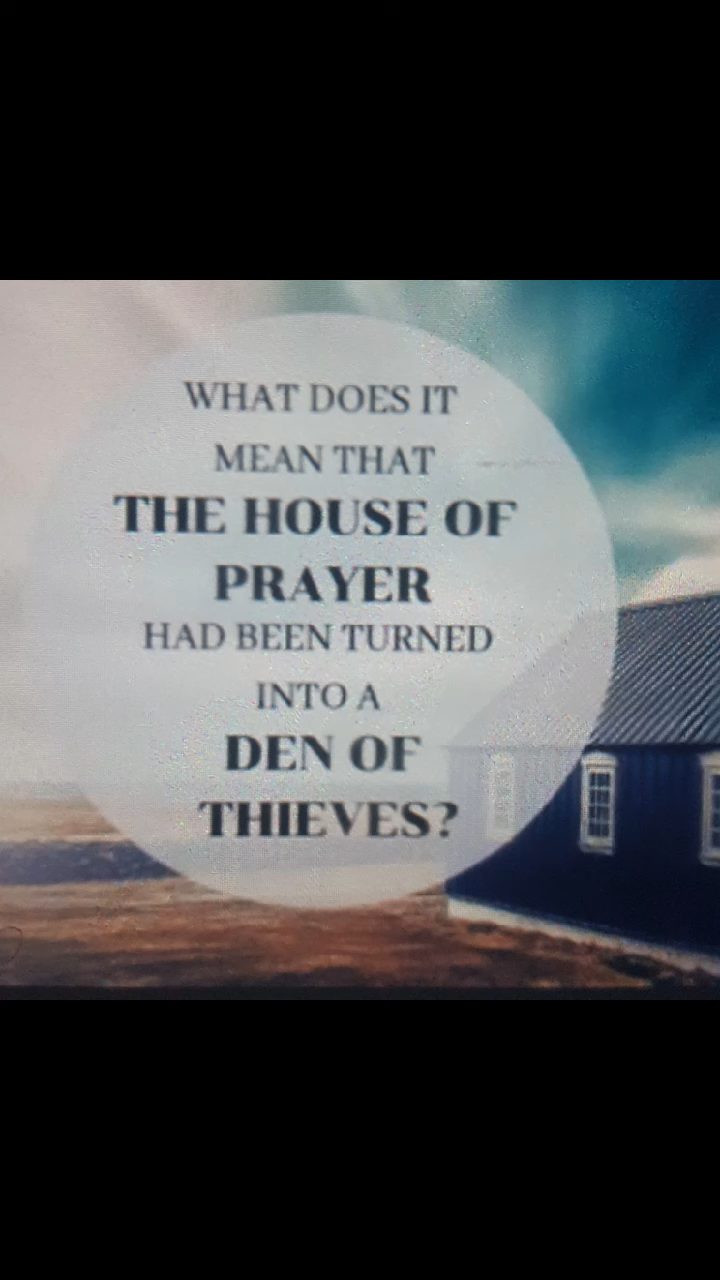 WHAT DOES IT
MEAN THAT
THE HOUSE OF
PRAYER
HAD BEEN TURNED
INTO A
DEN OF
THIEVES?